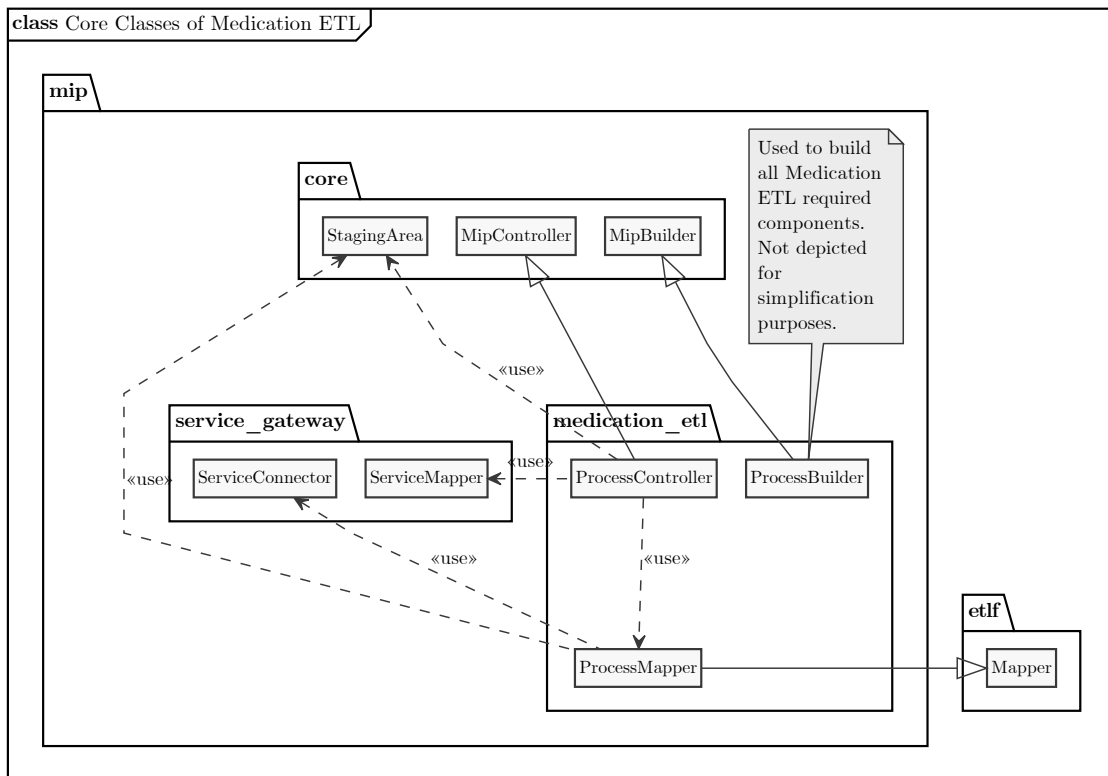 class Core Classes of Medication ETL
mip
Used to build
all Medication
ETL required
components.
Not depicted
for
simplification
purposes.
core
StagingArea
MipController
MipBuilder
«use»
service_gateway
medication_etl
«use»
ServiceConnector
ServiceMapper
ProcessController
ProcessBuilder
«use»
«use»
«use»
etlf
ProcessMapper
Mapper